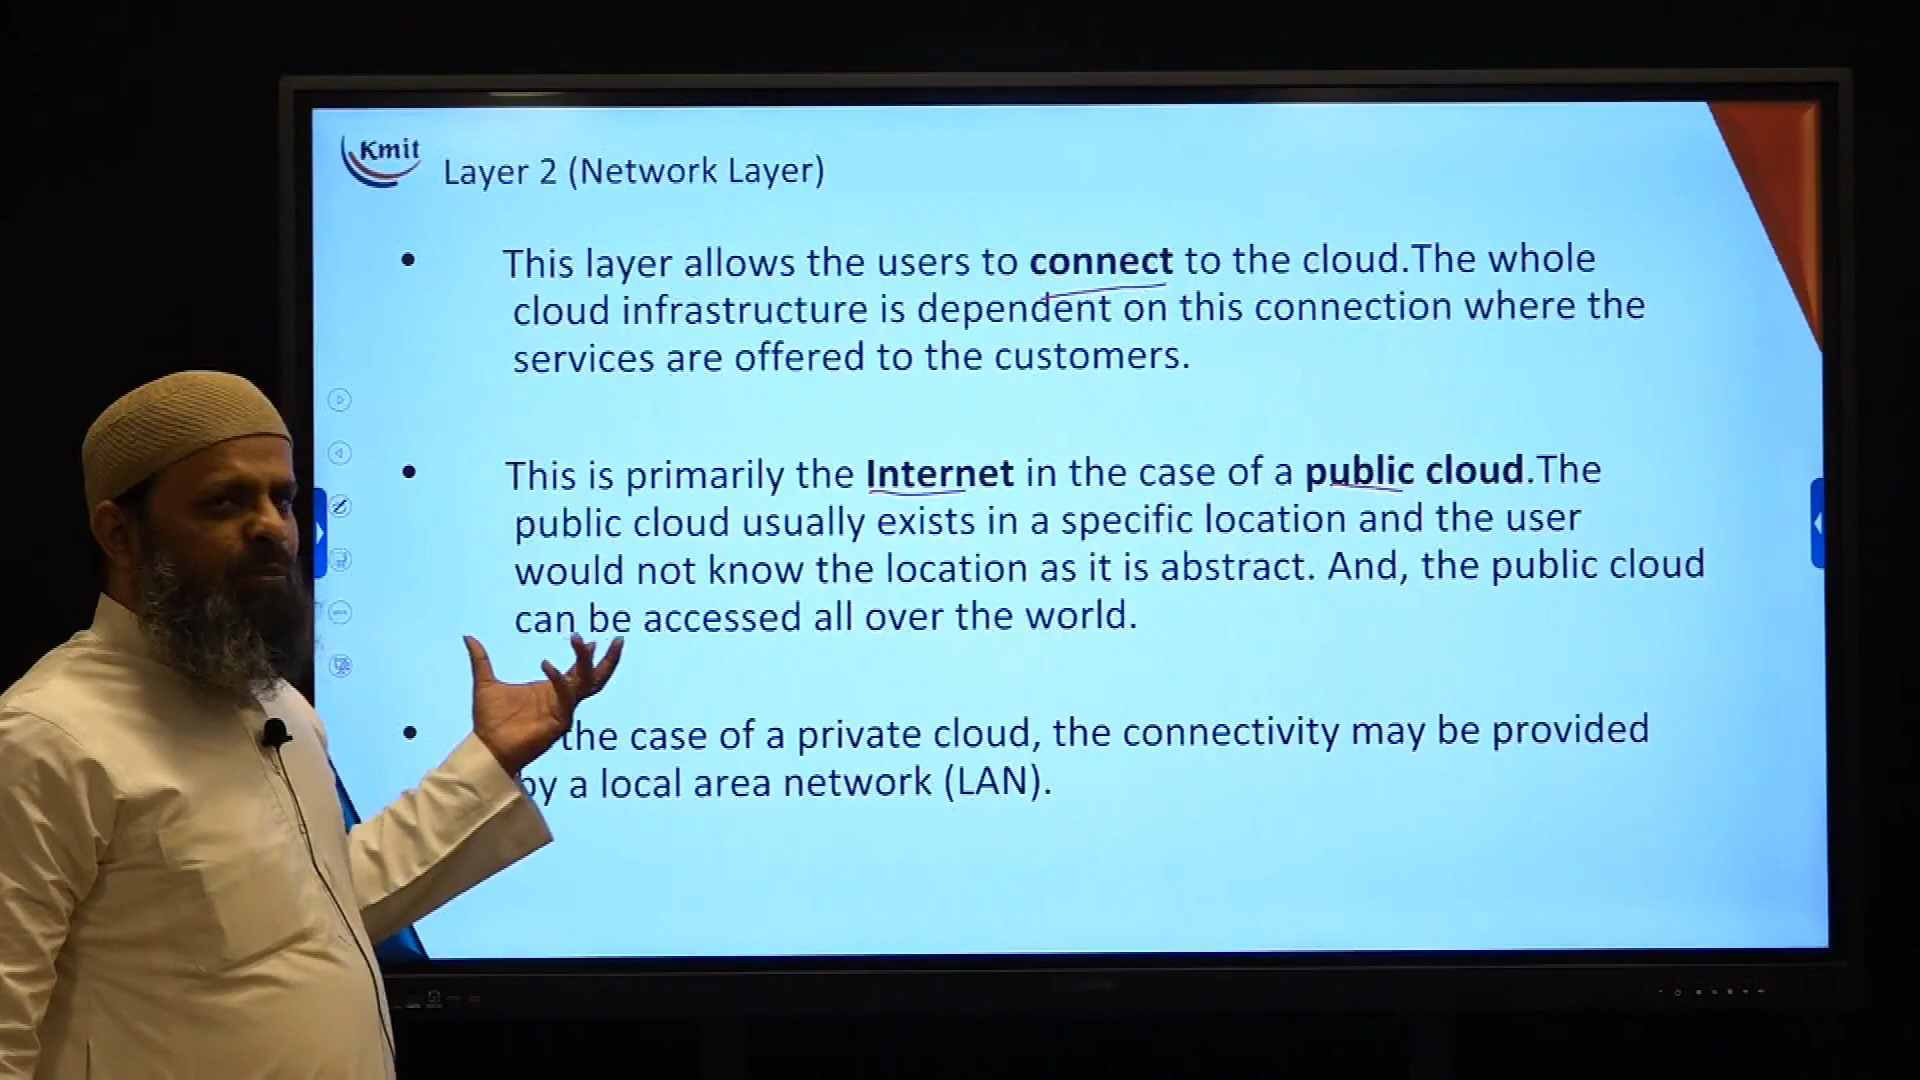 Kmit
Layer 2 (Network Layer)
• This layer allows the users to connect to the cloud.The whole
cloud infrastructure is dependent on this connection where the
services are offered to the customers.
• This is primarily the Internet in the case of a public cloud.The
public cloud usually exists in a specific location and the user
would not know the location as it is abstract. And, the public cloud
can be accessed all over the world.
• the case of a private cloud, the connectivity may be provided
by a local area network (LAN).